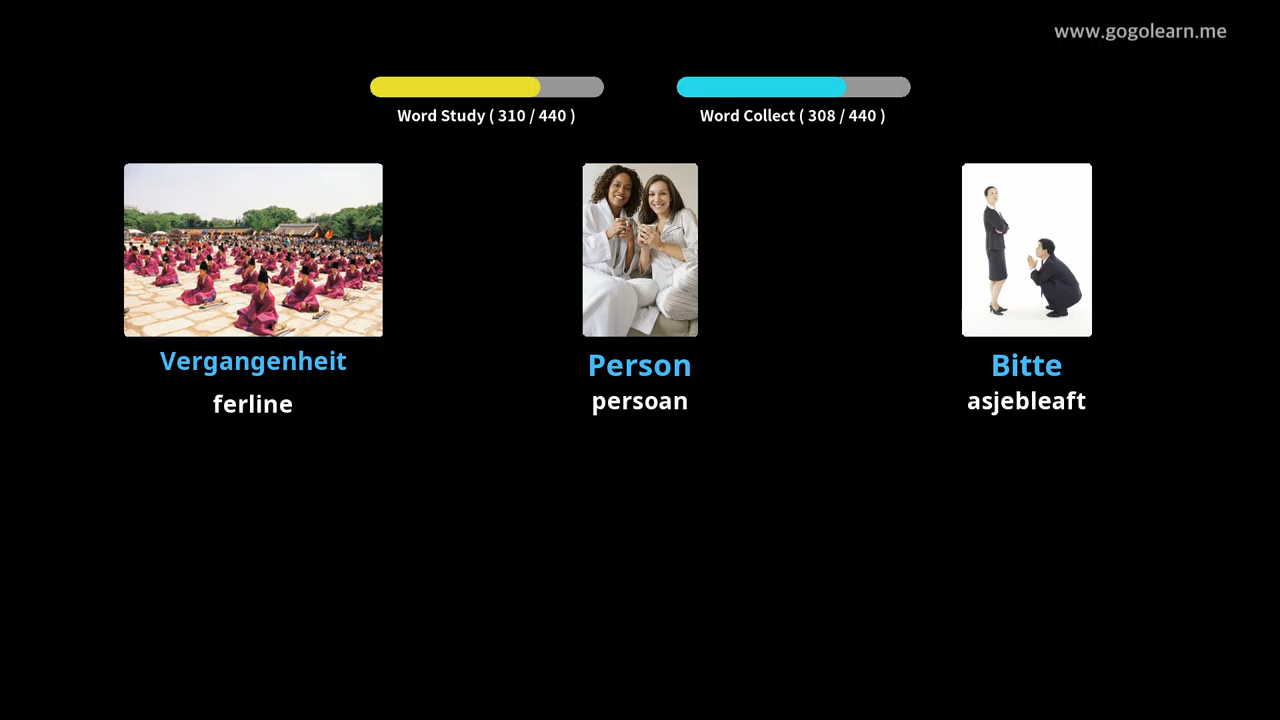 www.gogolearn.me
Word Study ( 310 / 440 )
Word Collect ( 308 / 440 )
Vergangenheit
ferline
Person
persoan
Bitte
asjebleaft